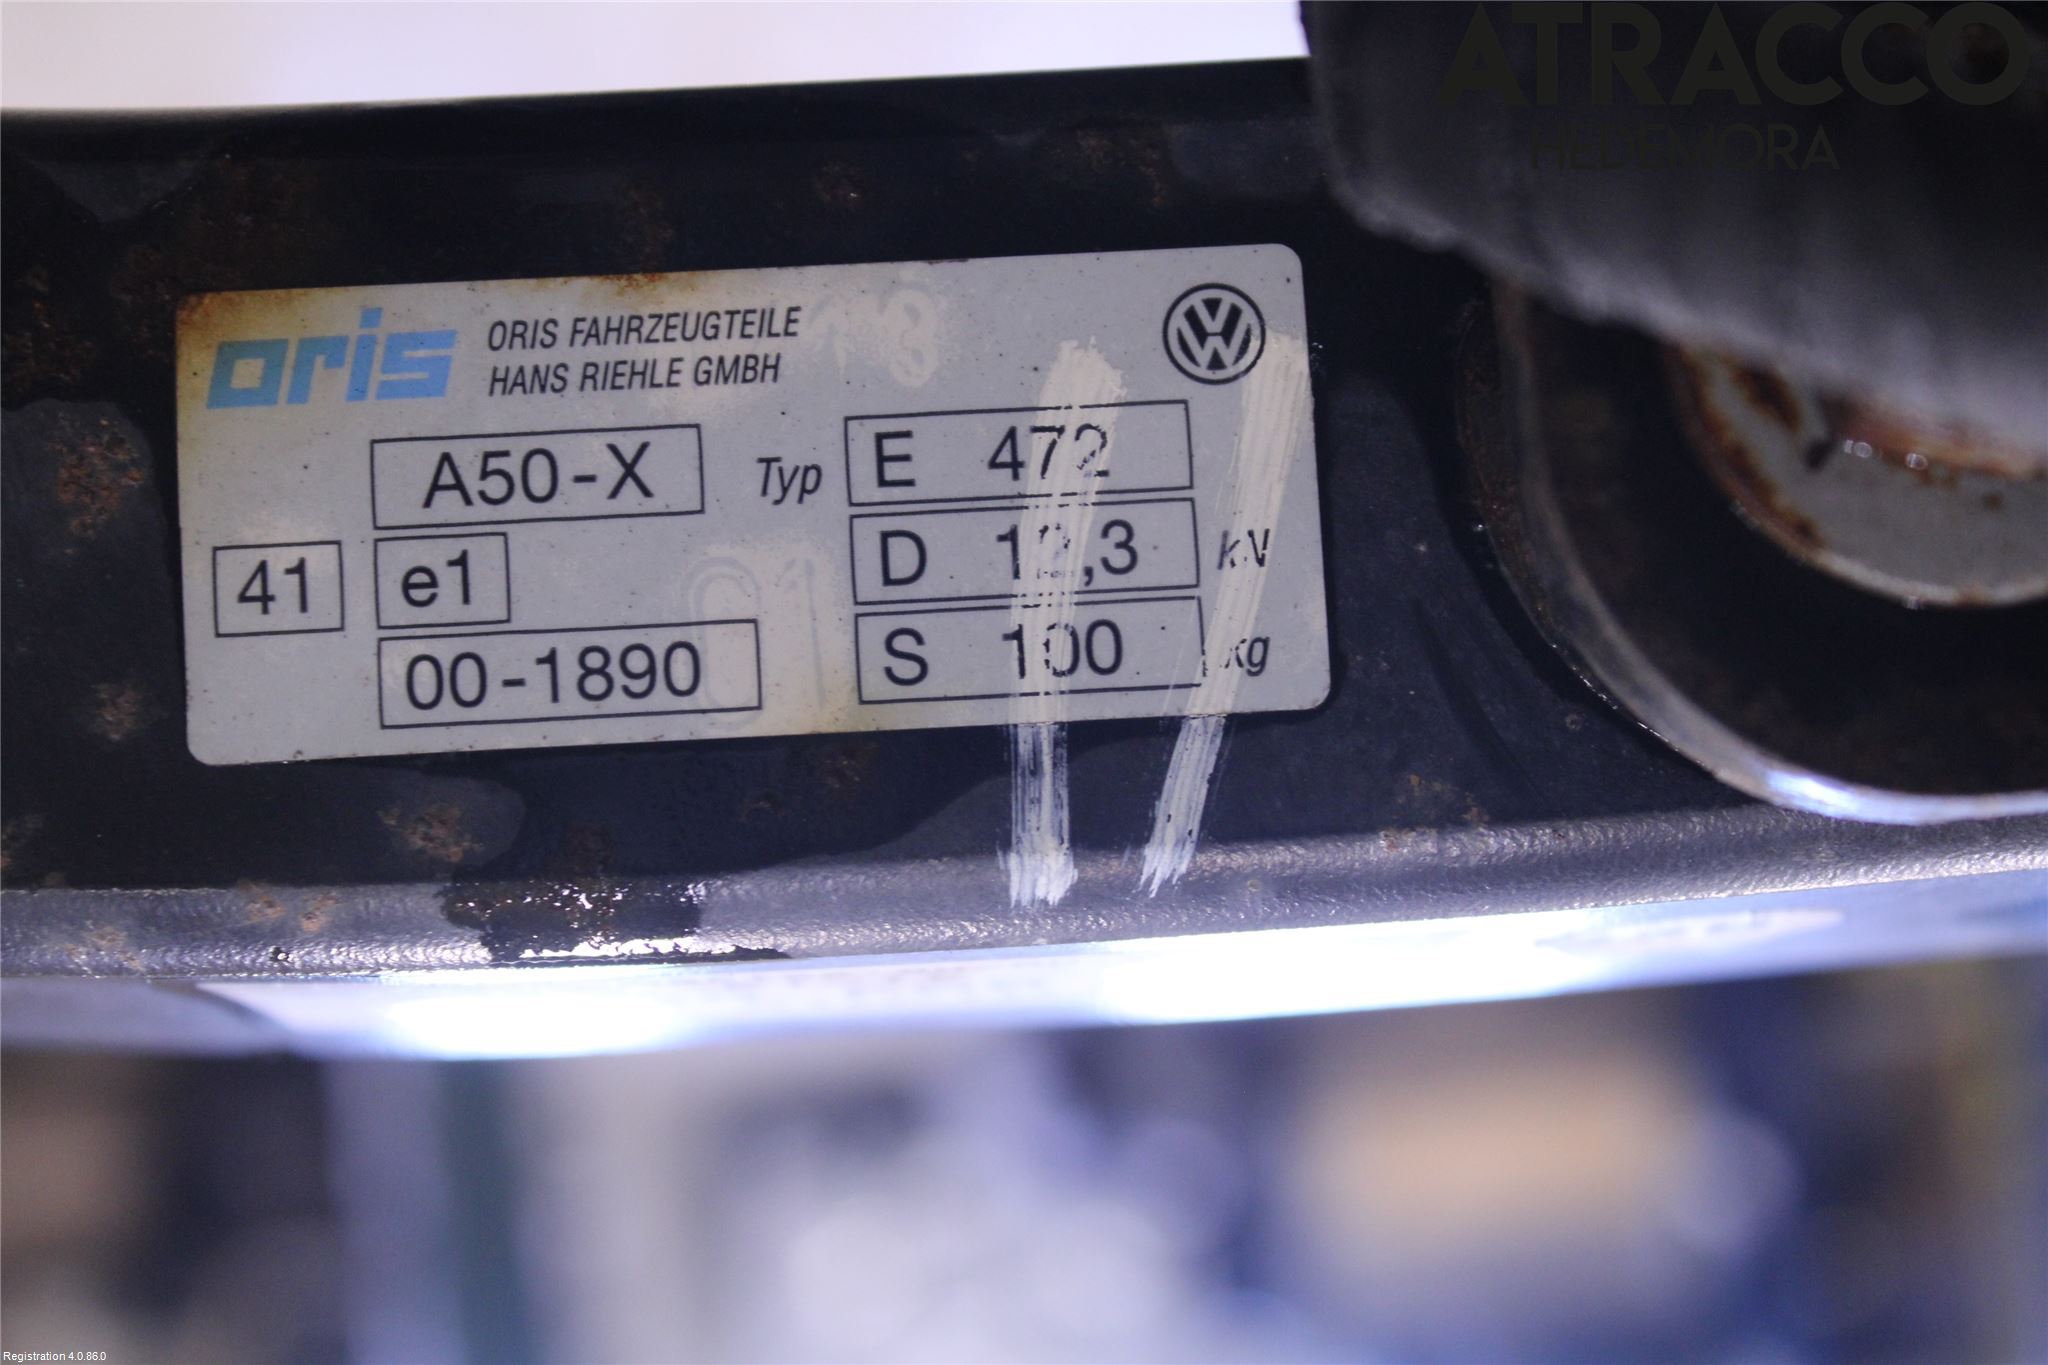 ATRACCO
HEDEMORA
oris
ORIS FAHRZEUGTEILE
HANS RIEHLE GMBH
VW
A50-X
Typ
E 472
41
e1
D 12,3 kN
00-1890
S 100 kg
Registration 4.0.86.0